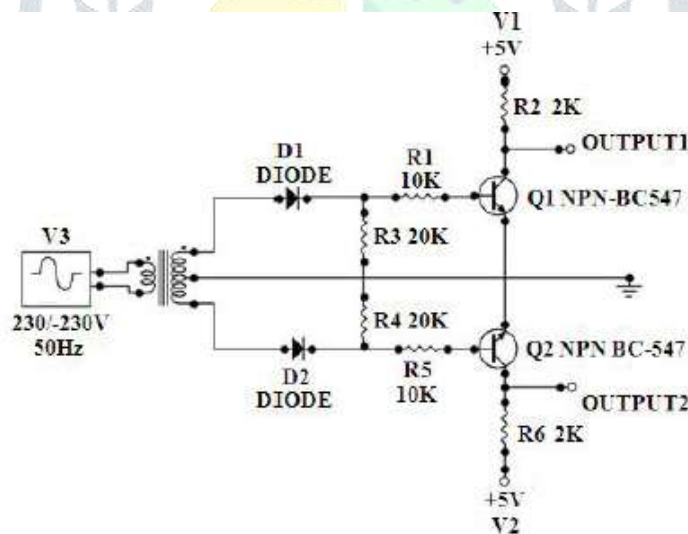 V1
+5V
R2 2K
OUTPUT1
D1
DIODE
R1
10K
Q1 NPN-BC547
V3
R3 20K
230/-230V
50Hz
R4 20K
Q2 NPN BC-547
D2
DIODE
R5
10K
OUTPUT2
R6 2K
+5V
V2